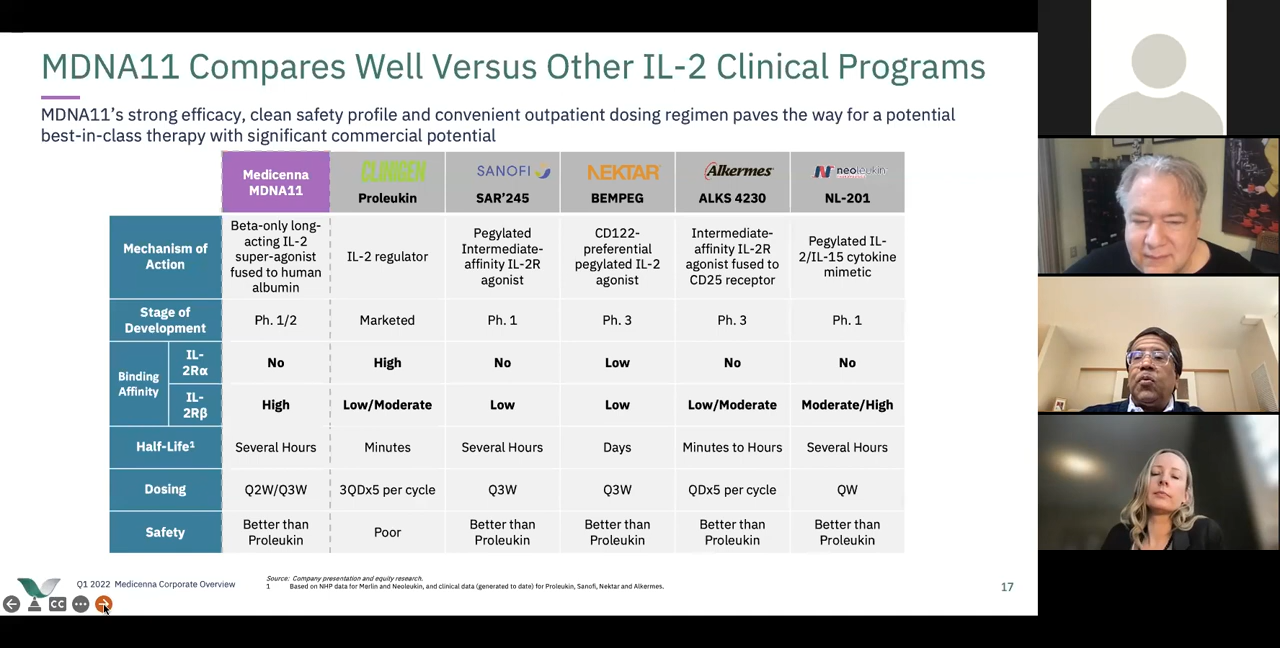 MDNA11 Compares Well Versus Other IL-2 Clinical Programs
MDNA11's strong efficacy, clean safety profile and convenient outpatient dosing regimen paves the way for a potential
best-in-class therapy with significant commercial potential
Medicenna
MDNA11
CLINIGEN
Proleukin
SANOFI
SAR'245
NEKTAR
BEMPEG
Alkermes
ALKS 4230
neoleukin
NL-201
Mechanism of
Action
Beta-only long-
acting IL-2
super-agonist
fused to human
albumin
IL-2 regulator
Pegylated
Intermediate-
affinity IL-2R
agonist
CD122-
preferential
pegylated IL-2
agonist
Intermediate-
affinity IL-2R
agonist fused to
CD25 receptor
Pegylated IL-
2/IL-15 cytokine
mimetic
Stage of
Development
Ph. 1/2
Marketed
Ph. 1
Ph. 3
Ph. 3
Ph. 1
Binding
Affinity
IL-
2Rα
No
High
No
Low
No
No
IL-
2Rβ
High
Low/Moderate
Low
Low
Low/Moderate
Moderate/High
Half-Life¹
Several Hours
Minutes
Several Hours
Days
Minutes to Hours
Several Hours
Dosing
Q2W/Q3W
3QDx5 per cycle
Q3W
Q3W
QDx5 per cycle
QW
Safety
Better than
Proleukin
Poor
Better than
Proleukin
Better than
Proleukin
Better than
Proleukin
Better than
Proleukin
Q1 2022 Medicenna Corporate Overview
Source: Company presentation and equity research.
1 Based on NHP data for Merlin and Neoleukin, and clinical data (generated to date) for Proleukin, Sanofi, Nektar and Alkermes.
17
CC